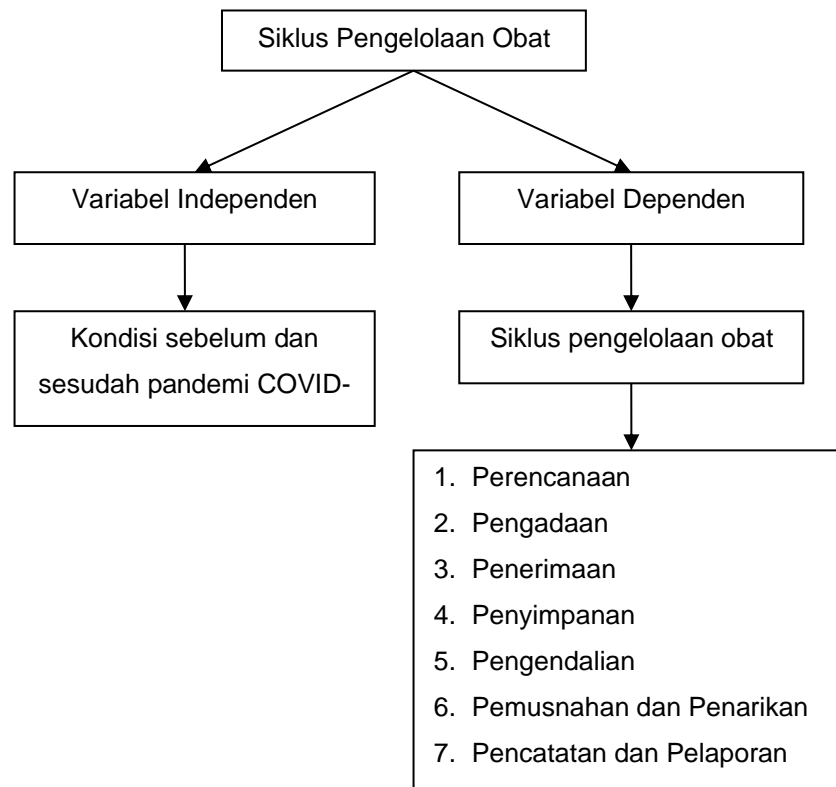 Siklus Pengelolaan Obat
Variabel Independen
Variabel Dependen
Kondisi sebelum dan
sesudah pandemi COVID-
Siklus pengelolaan obat
1. Perencanaan
2. Pengadaan
3. Penerimaan
4. Penyimpanan
5. Pengendalian
6. Pemusnahan dan Penarikan
7. Pencatatan dan Pelaporan